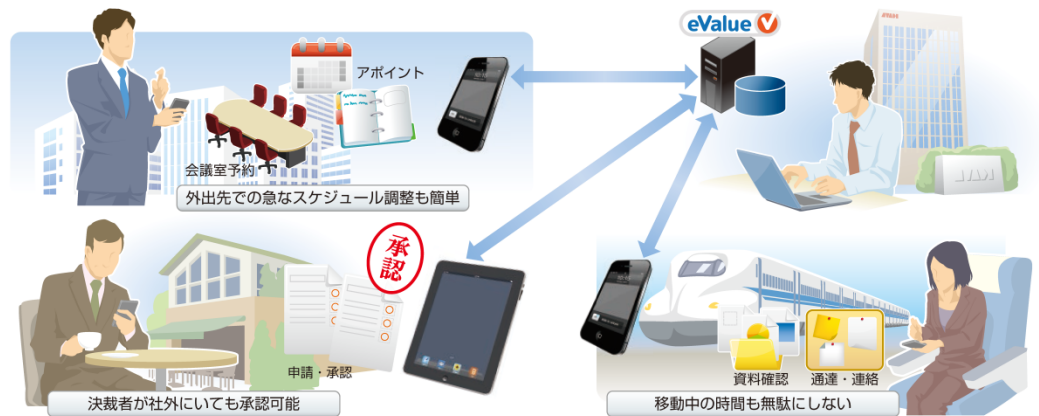 eValue V
アポイント
会議室予約
外出先での急なスケジュール調整も簡単
承認
申請・承認
決裁者が社外にいても承認可能
資料確認
通達・連絡
移動中の時間も無駄にしない